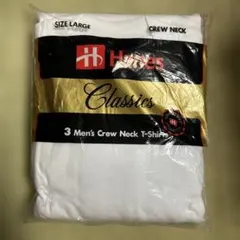 SIZE LARGE
CREW NECK
Hanes
Classics
3 Men's Crew Neck T-Shirts